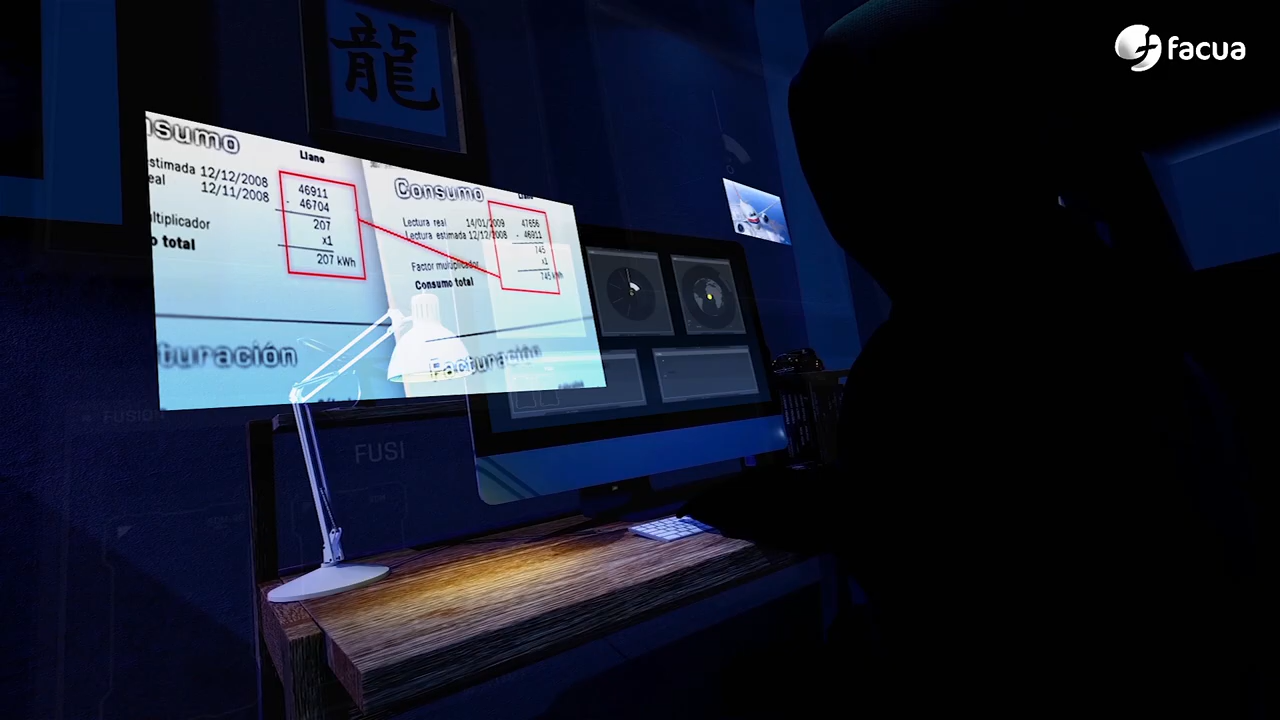 facua
龍
nsumo
Llano
estimada 12/12/2008 46911
eal 12/11/2008 - 46704
207
ultiplicador x1
o total 207 kWh
turación
Consumo
Lectura real 14/01/2009 47656
Lectura estimada 12/12/2008 - 46911
745
Factor multiplicador x1
Consumo total 745 kWh
Facturación
FUSION
FUSI